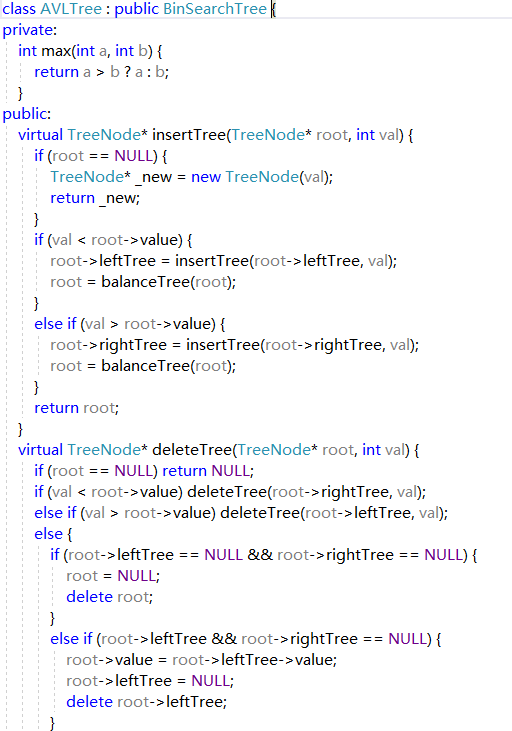 class AVLTree : public BinSearchTree {
private:
int max(int a, int b) {
return a > b ? a : b;
}
public:
virtual TreeNode* insertTree(TreeNode* root, int val) {
if (root == NULL) {
TreeNode* _new = new TreeNode(val);
return _new;
}
if (val < root->value) {
root->leftTree = insertTree(root->leftTree, val);
root = balanceTree(root);
}
else if (val > root->value) {
root->rightTree = insertTree(root->rightTree, val);
root = balanceTree(root);
}
return root;
}
virtual TreeNode* deleteTree(TreeNode* root, int val) {
if (root == NULL) return NULL;
if (val < root->value) deleteTree(root->rightTree, val);
else if (val > root->value) deleteTree(root->leftTree, val);
else {
if (root->leftTree == NULL && root->rightTree == NULL) {
root = NULL;
delete root;
}
else if (root->leftTree && root->rightTree == NULL) {
root->value = root->leftTree->value;
root->leftTree = NULL;
delete root->leftTree;
}